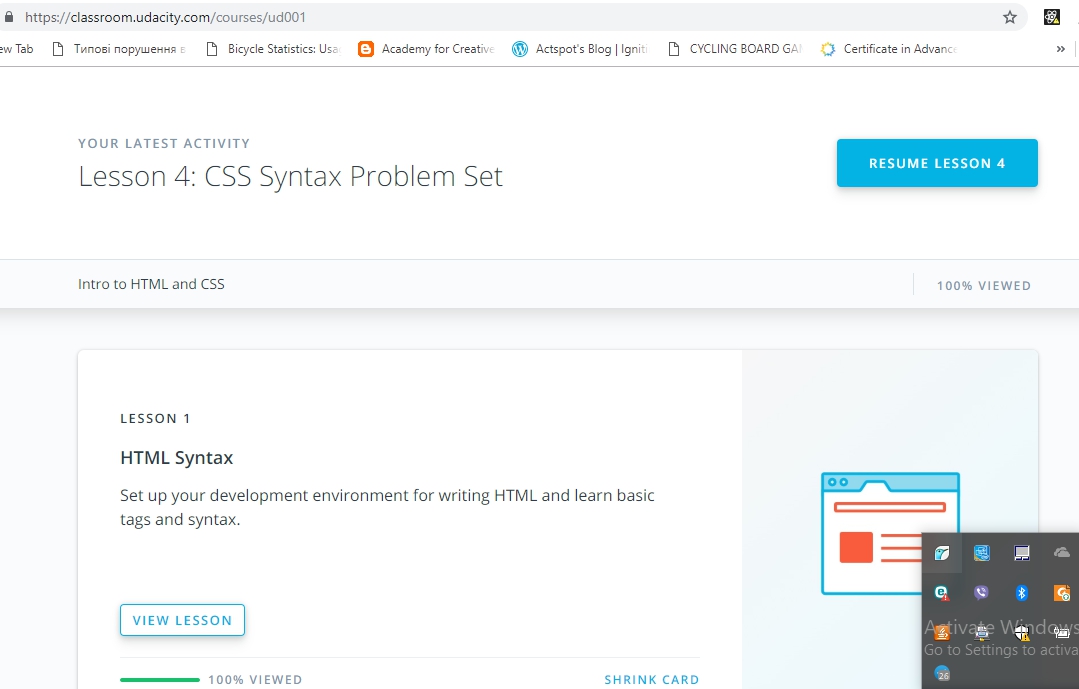 https://classroom.udacity.com/courses/ud001
ew Tab Типові порушення в Bicycle Statistics: Usa Academy for Creative Actspot's Blog | Igniti CYCLING BOARD GAM Certificate in Advance »
YOUR LATEST ACTIVITY
Lesson 4: CSS Syntax Problem Set
RESUME LESSON 4
Intro to HTML and CSS
100% VIEWED
LESSON 1
HTML Syntax
Set up your development environment for writing HTML and learn basic
tags and syntax.
VIEW LESSON
100% VIEWED
SHRINK CARD
Activate Windows
Go to Settings to activa
26